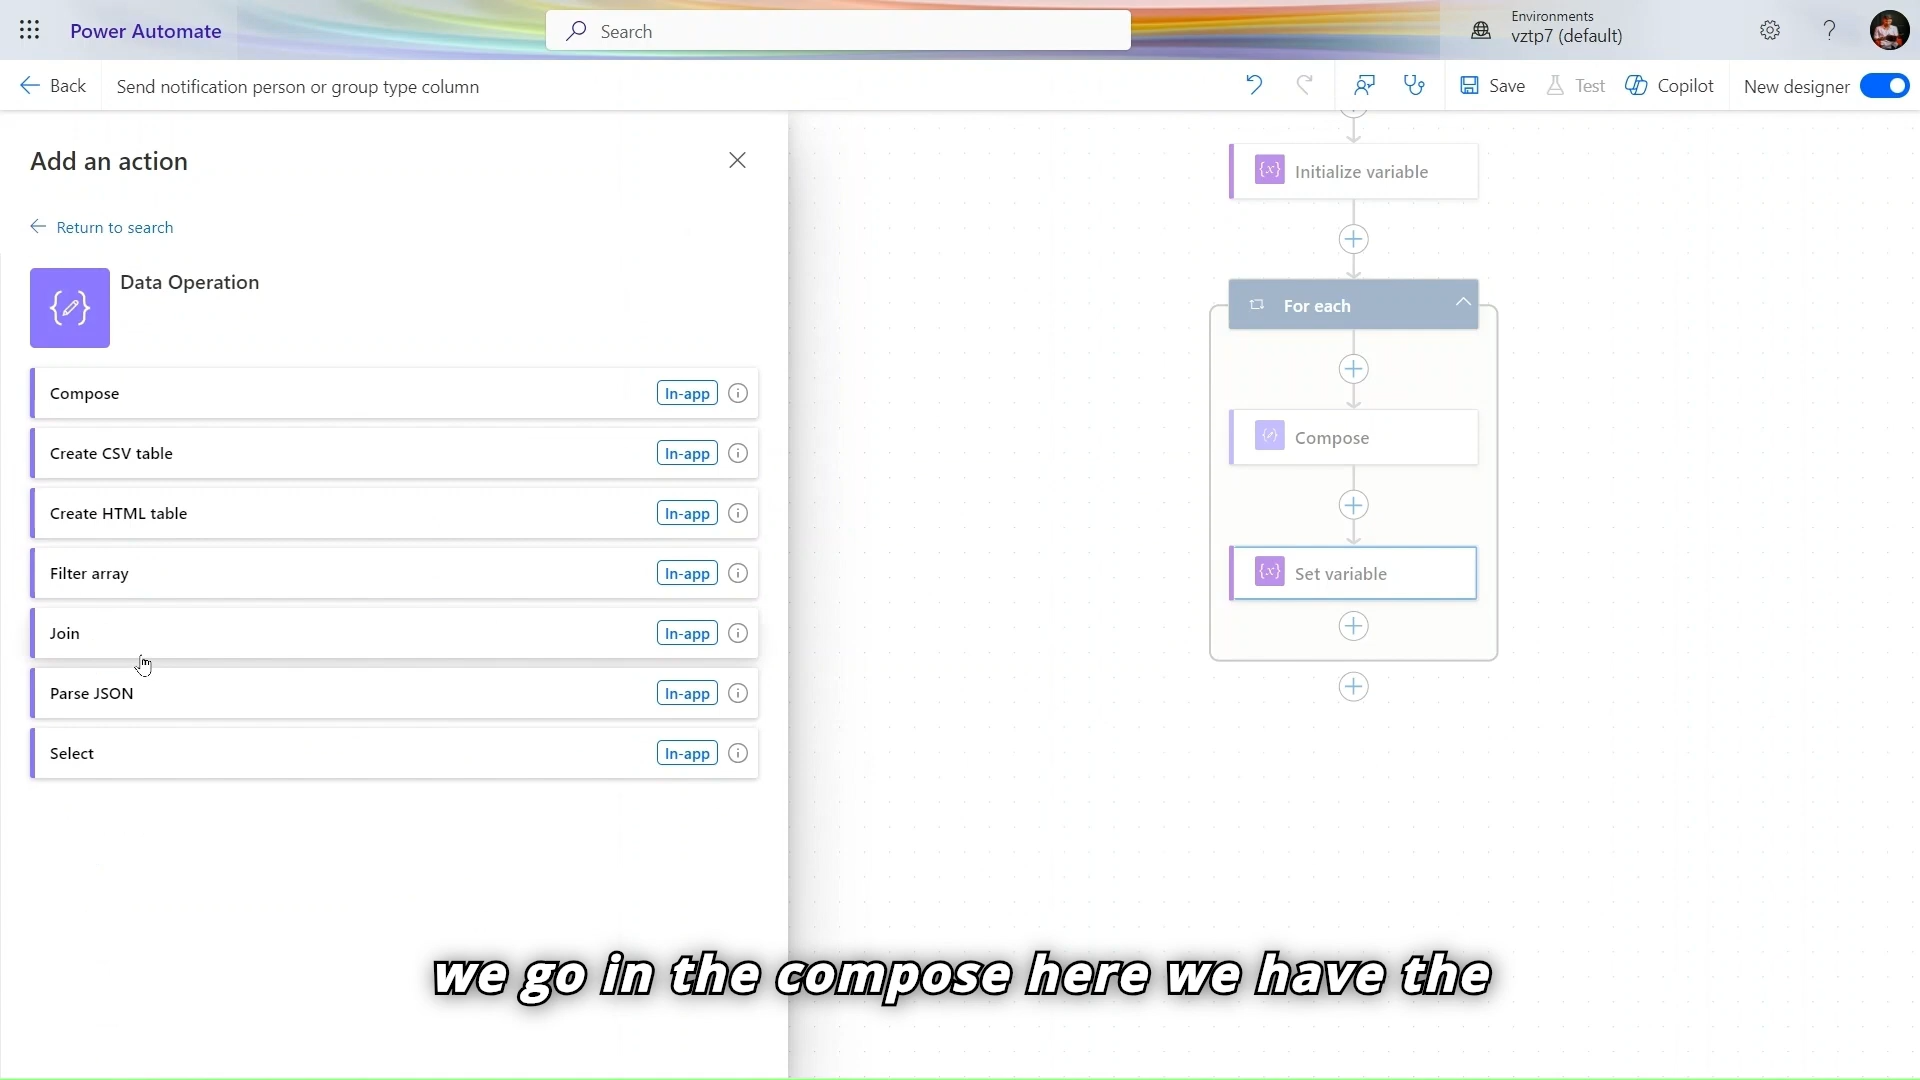 Power Automate
Search
Environments
vztp7 (default)
?
Back
Send notification person or group type column
Save
Test
Copilot
New designer
Add an action
Return to search
Data Operation
Compose
In-app
Create CSV table
In-app
Create HTML table
In-app
Filter array
In-app
Join
In-app
Parse JSON
In-app
Select
In-app
{x} Initialize variable
For each
Compose
{x} Set variable
we go in the compose here we have the